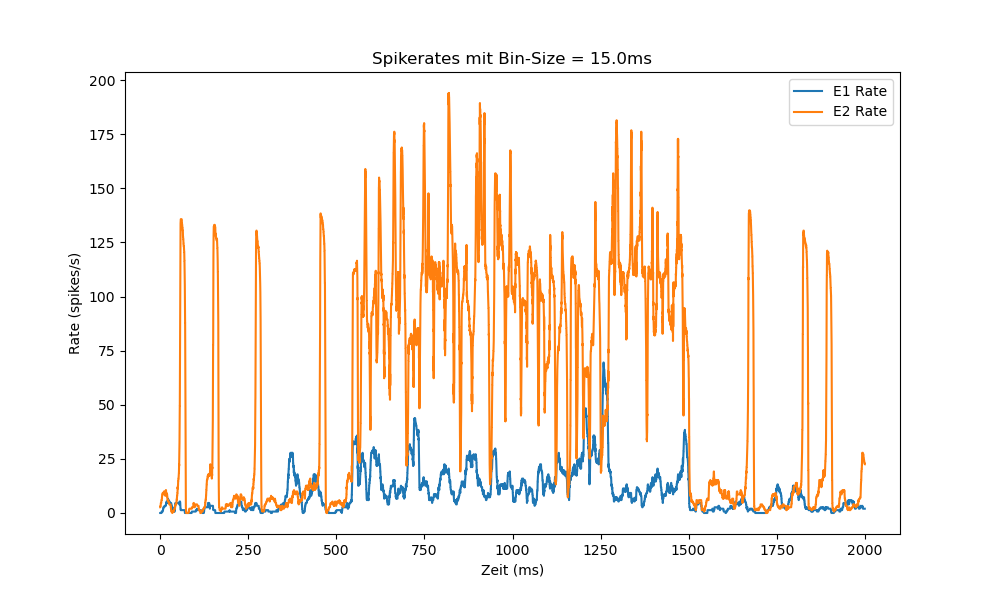 Spikerates mit Bin-Size = 15.0ms
E1 Rate
E2 Rate
200
175
150
125
100
75
50
25
0
Rate (spikes/s)
0 250 500 750 1000 1250 1500 1750 2000
Zeit (ms)